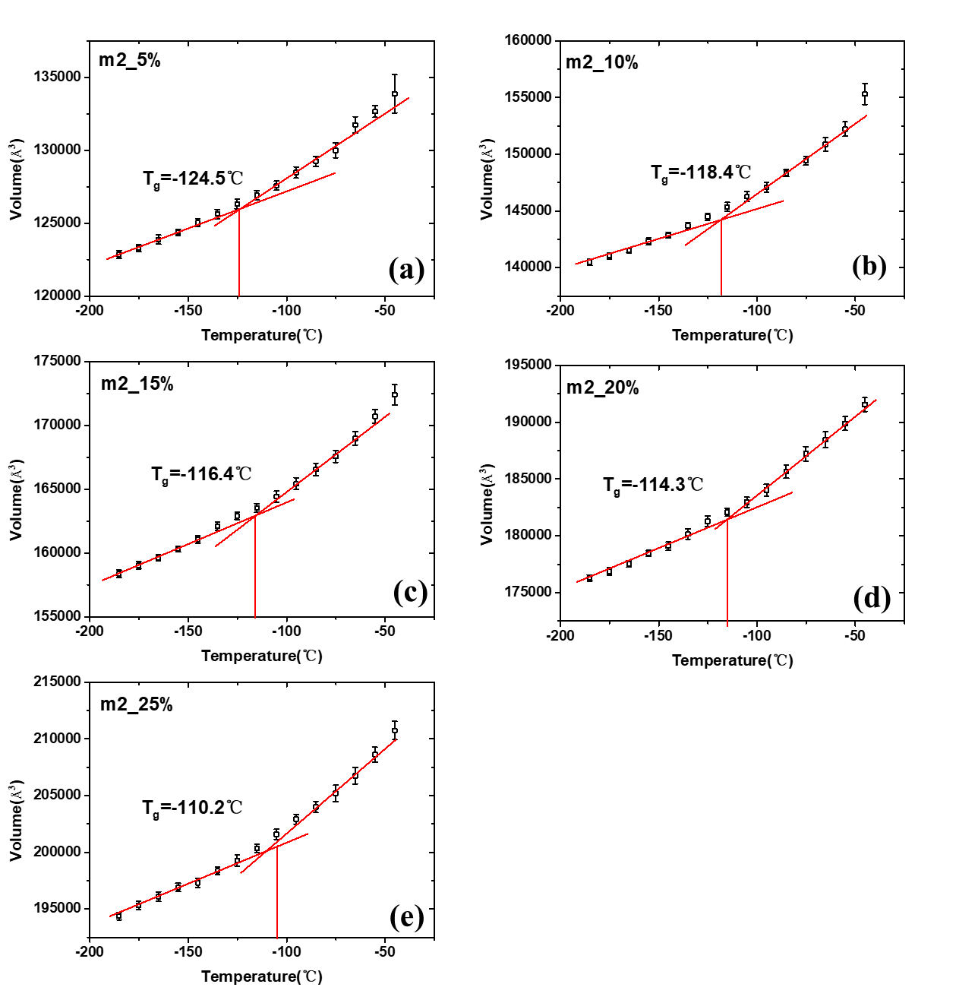 m2_5%
135000
130000
125000
120000
Volume(Å³)
Tg=-124.5℃
(a)
-200
-150
-100
-50
Temperature(℃)
m2_10%
160000
155000
150000
145000
140000
Volume(Å³)
Tg=-118.4℃
(b)
-200
-150
-100
-50
Temperature(℃)
m2_15%
175000
170000
165000
160000
155000
Volume(Å³)
Tg=-116.4℃
(c)
-200
-150
-100
-50
Temperature(℃)
m2_20%
195000
190000
185000
180000
175000
Volume(Å³)
Tg=-114.3℃
(d)
-200
-150
-100
-50
Temperature(℃)
m2_25%
215000
210000
205000
200000
195000
Volume(Å³)
Tg=-110.2℃
(e)
-200
-150
-100
-50
Temperature(℃)